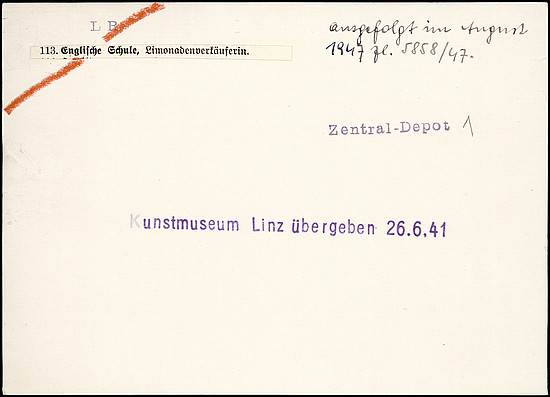 L B
ausgefolgt im August
1947 zl. 5858/47.
113. Englische Schule, Limonadenverkäuferin.
Zentral-Depot 1
Kunstmuseum Linz übergeben 26.6.41